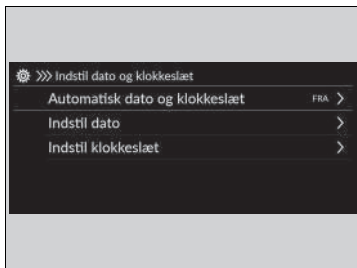 Indstil dato og klokkeslæt
Automatisk dato og klokkeslæt FRA
Indstil dato
Indstil klokkeslæt